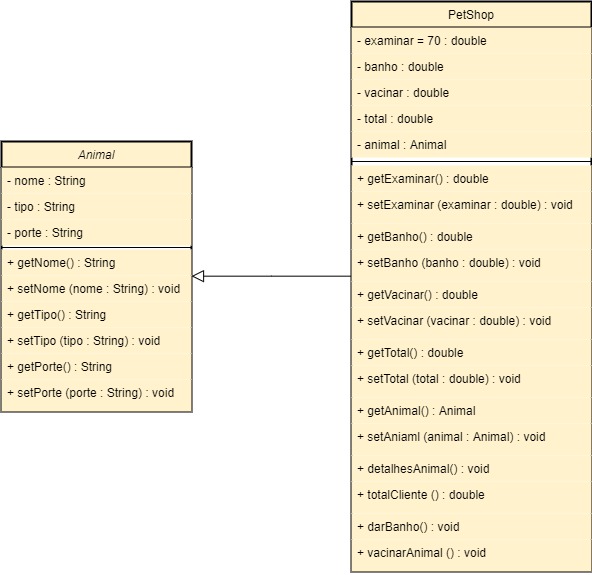 Animal
- nome : String
- tipo : String
- porte : String
+ getNome() : String
+ setNome (nome : String) : void
+ getTipo() : String
+ setTipo (tipo : String) : void
+ getPorte() : String
+ setPorte (porte : String) : void
PetShop
- examinar = 70 : double
- banho : double
- vacinar : double
- total : double
- animal : Animal
+ getExaminar() : double
+ setExaminar (examinar : double) : void
+ getBanho() : double
+ setBanho (banho : double) : void
+ getVacinar() : double
+ setVacinar (vacinar : double) : void
+ getTotal() : double
+ setTotal (total : double) : void
+ getAnimal() : Animal
+ setAniaml (animal : Animal) : void
+ detalhesAnimal() : void
+ totalCliente () : double
+ darBanho() : void
+ vacinarAnimal () : void